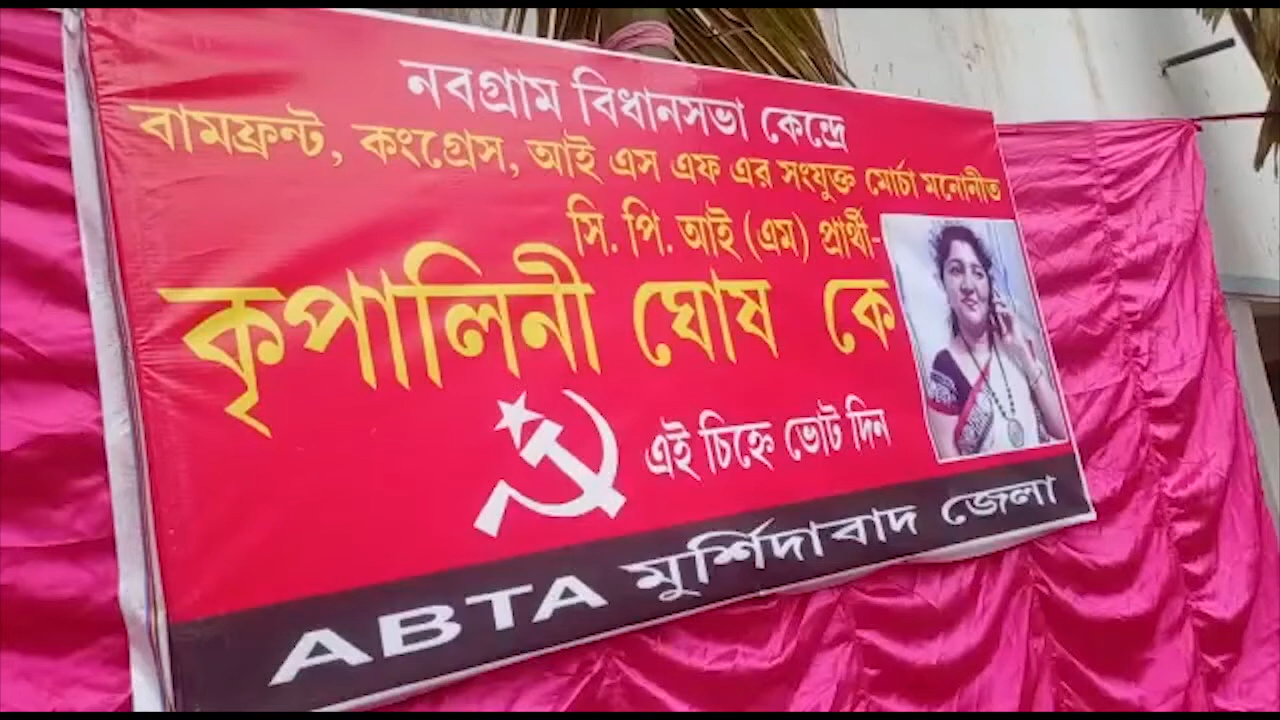 নবগ্রাম বিধানসভা কেন্দ্রে
বামফ্রন্ট, কংগ্রেস, আই এস এফ এর সংযুক্ত মোর্চা মনোনীত
সি. পি. আই (এম) প্রার্থী-
কৃপালিনী ঘোষ কে
এই চিহ্নে ভোট দিন
ABTA মুর্শিদাবাদ জেলা